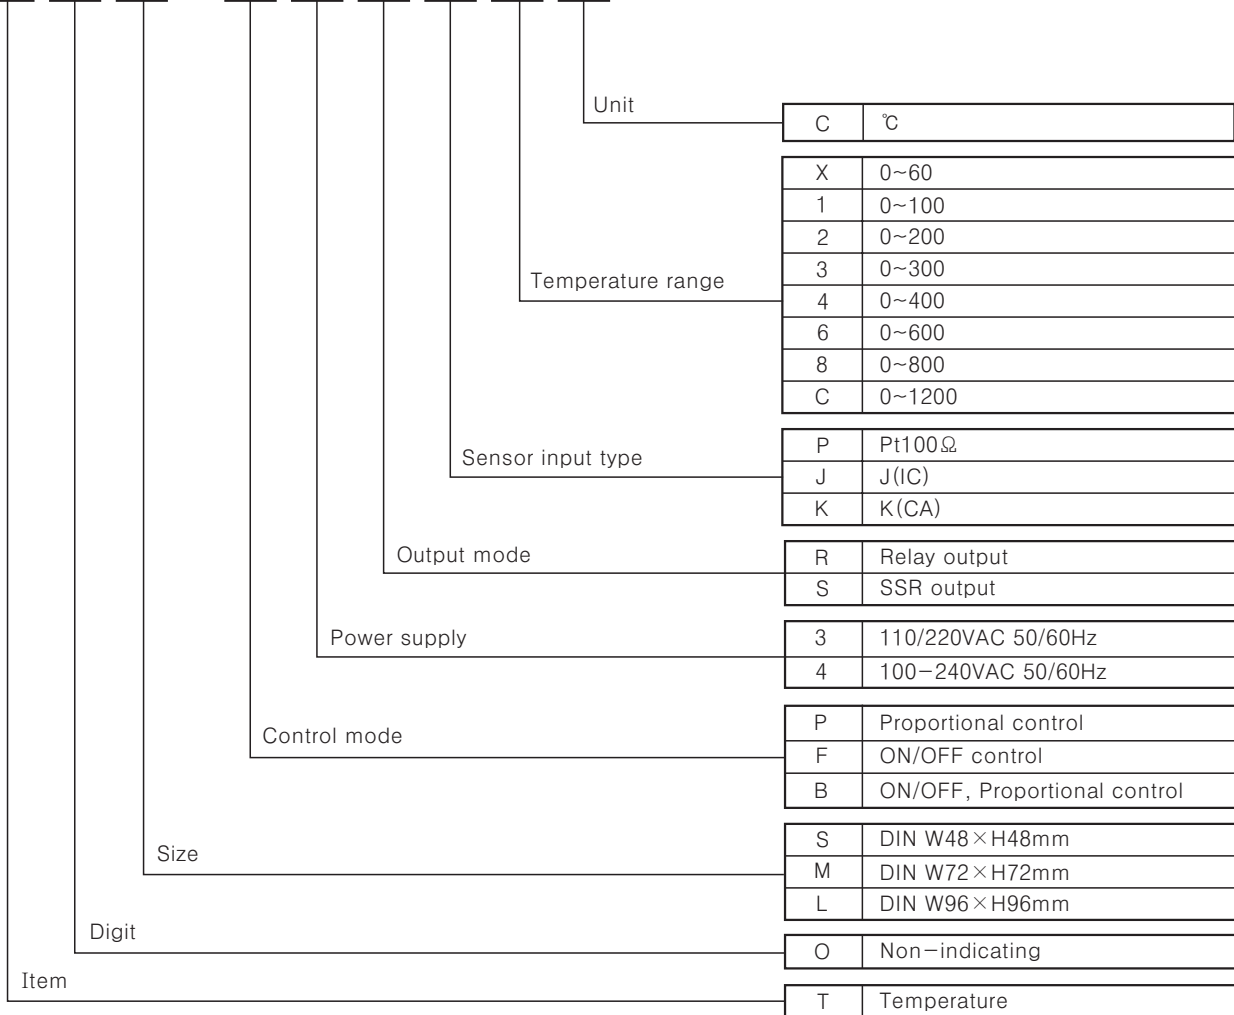 Unit
C ℃
X 0~60
1 0~100
2 0~200
3 0~300
Temperature range
4 0~400
6 0~600
8 0~800
C 0~1200
P Pt100Ω
Sensor input type
J J(IC)
K K(CA)
Output mode
R Relay output
S SSR output
Power supply
3 110/220VAC 50/60Hz
4 100-240VAC 50/60Hz
P Proportional control
Control mode
F ON/OFF control
B ON/OFF, Proportional control
S DIN W48×H48mm
Size
M DIN W72×H72mm
L DIN W96×H96mm
Digit
O Non-indicating
Item
T Temperature